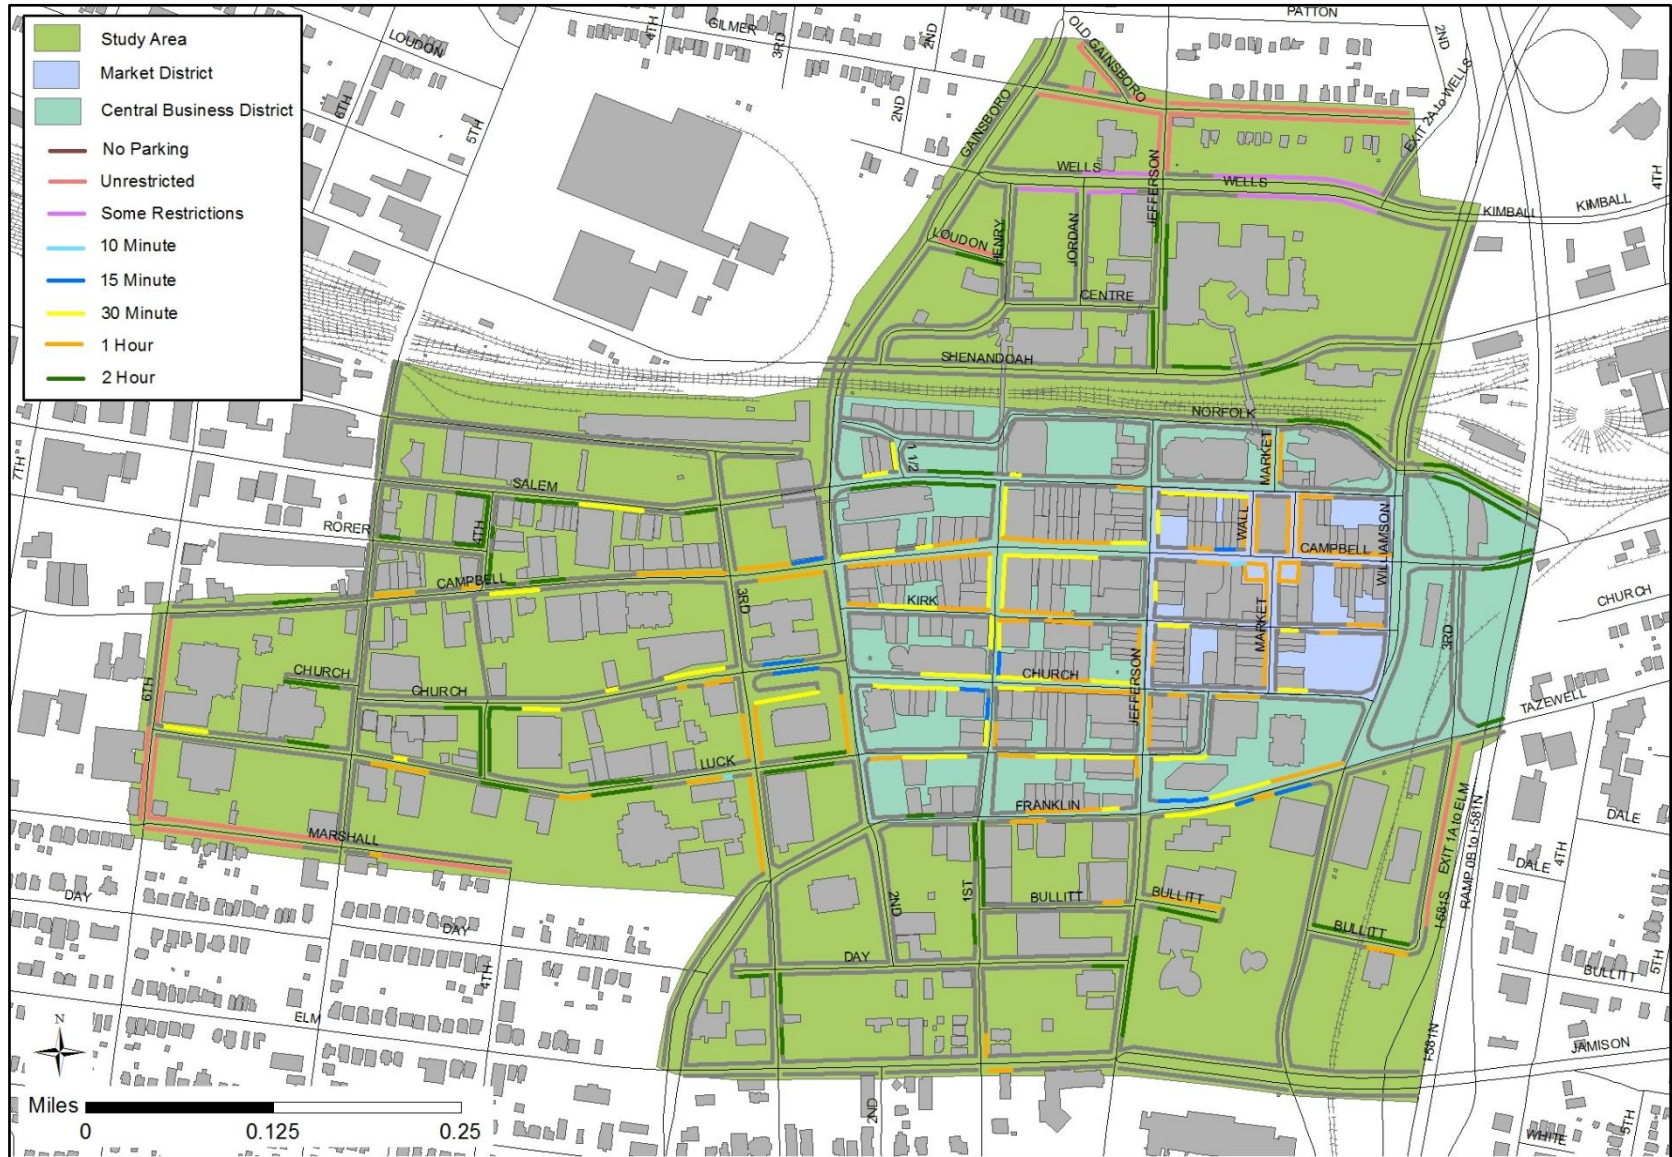 Study Area
Market District
Central Business District
No Parking
Unrestricted
Some Restrictions
10 Minute
15 Minute
30 Minute
1 Hour
2 Hour
LOUDON
4TH
GILMER
3RD
2ND
OLD GAINSBORO
PATTON
2ND
6TH
5TH
2ND
GAINSBORO
EXIT 2A to WELLS
WELLS
JEFFERSON
WELLS
4TH
KIMBALL
KIMBALL
LOUDON
HENRY
JORDAN
CENTRE
SHENANDOAH
NORFOLK
1 1/2
MARKET
7TH
SALEM
RORER
4TH
WALL
CAMPBELL
WILLIAMSON
CAMPBELL
3RD
KIRK
MARKET
CHURCH
3RD
6TH
CHURCH
CHURCH
CHURCH
JEFFERSON
TAZEWELL
LUCK
FRANKLIN
MARSHALL
EXIT 1A to ELM
RAMP 0B to I-581N
I-581S
DALE
DALE
4TH
DAY
DAY
2ND
1ST
BULLITT
BULLITT
BULLITT
BULLITT
5TH
DAY
4TH
ELM
I-581N
JAMISON
2ND
WHITE
5TH
N
Miles
0
0.125
0.25